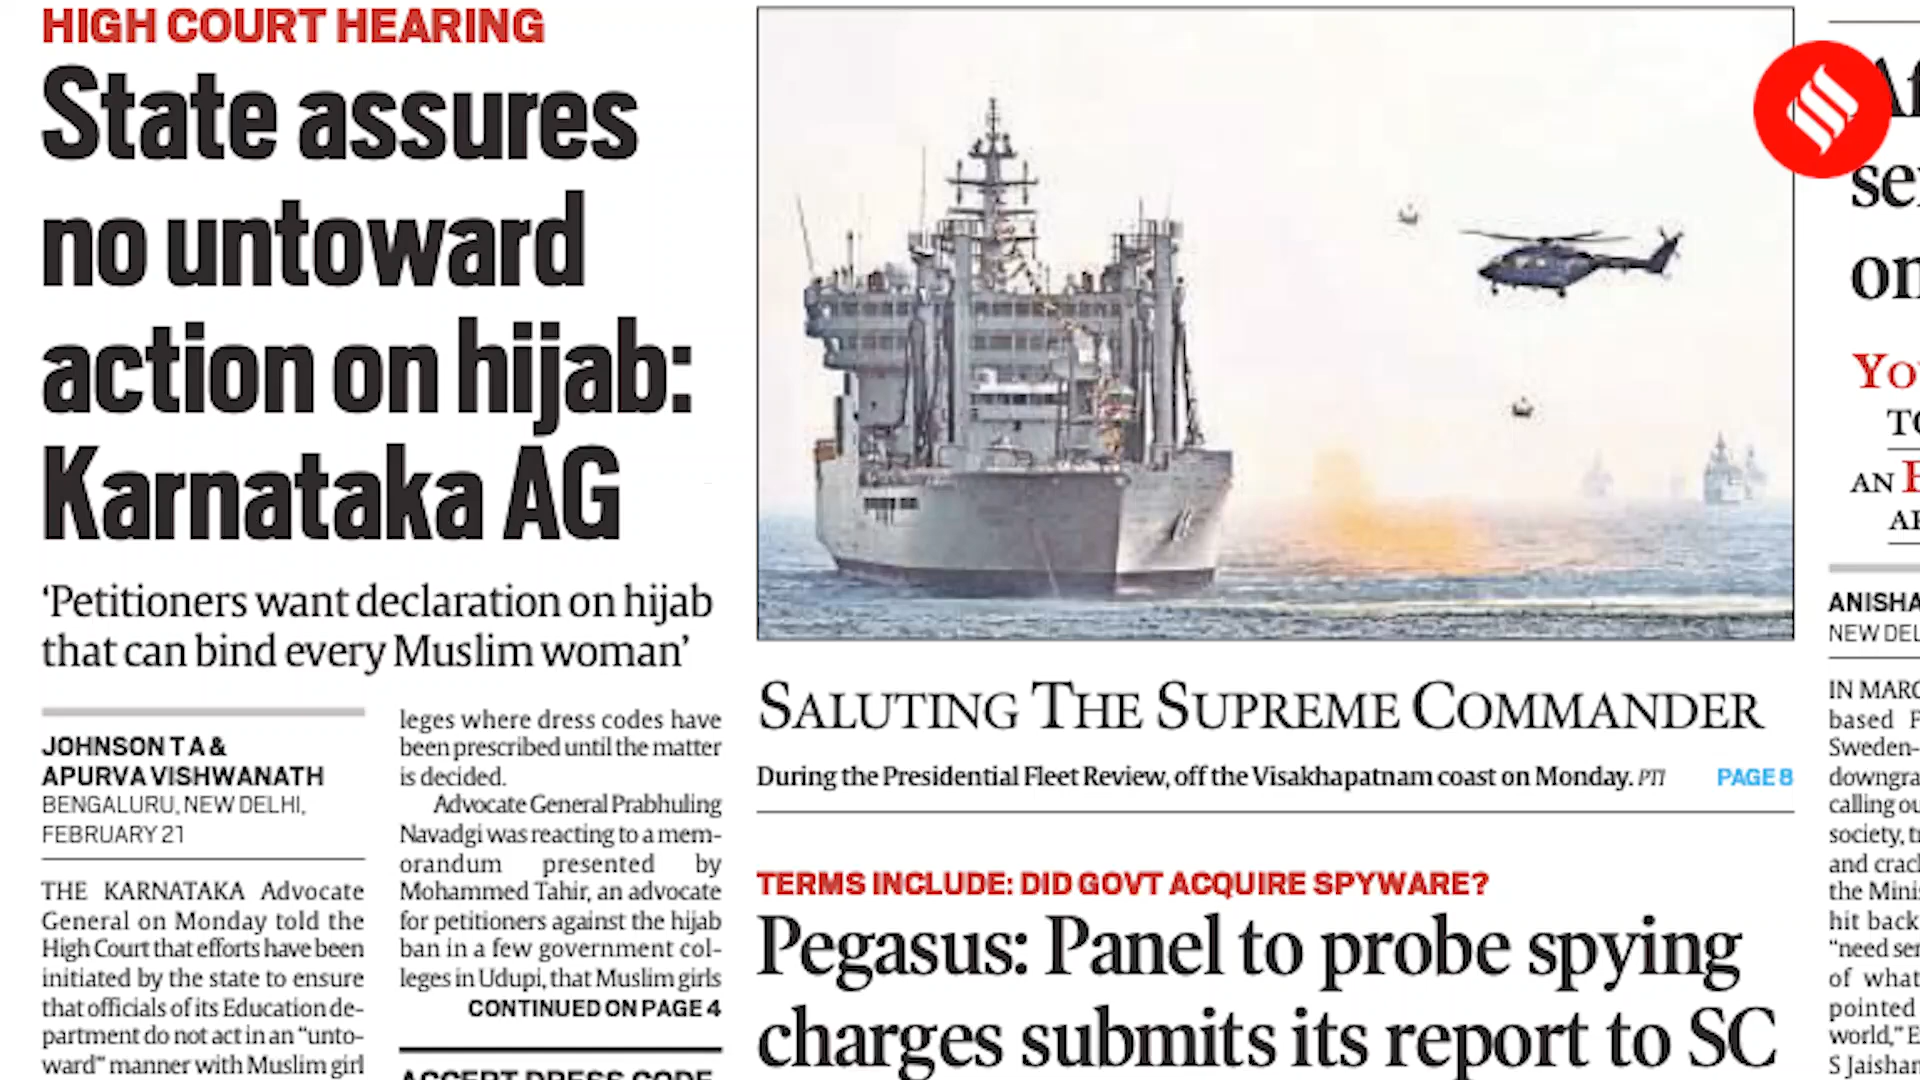 HIGH COURT HEARING
State assures
no untoward
action on hijab:
Karnataka AG
‘Petitioners want declaration on hijab
that can bind every Muslim woman’
JOHNSON T A &
APURVA VISHWANATH
BENGALURU, NEW DELHI,
FEBRUARY 21
THE KARNATAKA Advocate
General on Monday told the
High Court that efforts have been
initiated by the state to ensure
that officials of its Education de-
partment do not act in an “unto-
ward” manner with Muslim girl
leges where dress codes have
been prescribed until the matter
is decided.
Advocate General Prabhuling
Navadgi was reacting to a mem-
orandum presented by
Mohammed Tahir, an advocate
for petitioners against the hijab
ban in a few government col-
leges in Udupi, that Muslim girls
CONTINUED ON PAGE 4
ACCEPT DRESS CODE
SALUTING THE SUPREME COMMANDER
During the Presidential Fleet Review, off the Visakhapatnam coast on Monday. PTI PAGE 8
TERMS INCLUDE: DID GOVT ACQUIRE SPYWARE?
Pegasus: Panel to probe spying
charges submits its report to SC
AN
ANISHA
NEW DEL
IN MARC
based F
Sweden-
downgra
calling ou
society, tr
and crack
the Minis
hit back
“need ser
of what
pointed
world,” E
S Jaishan